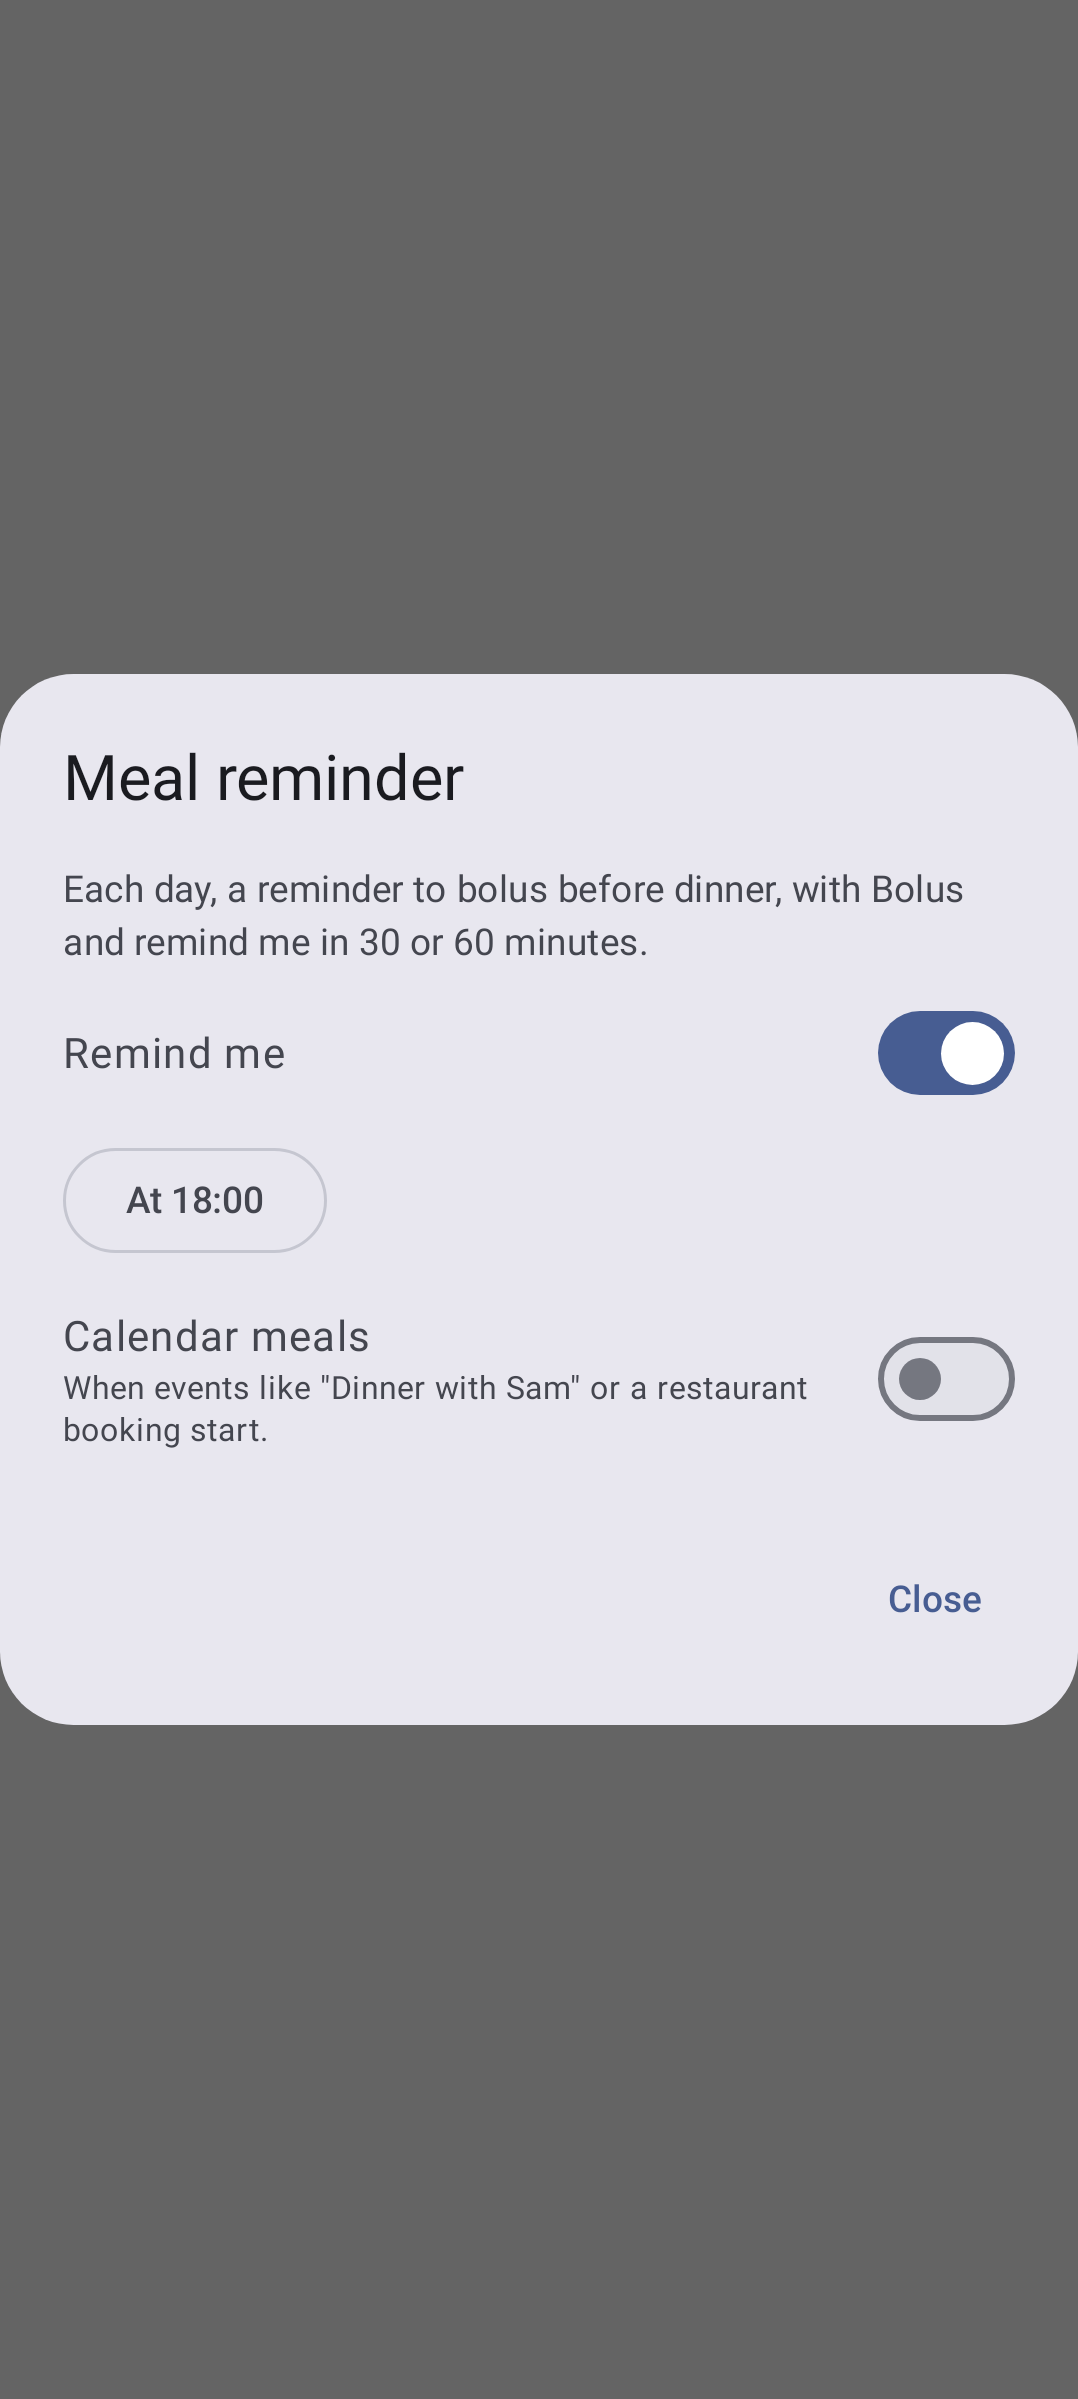 Meal reminder
Each day, a reminder to bolus before dinner, with Bolus
and remind me in 30 or 60 minutes.
Remind me
At 18:00
Calendar meals
When events like "Dinner with Sam" or a restaurant
booking start.
Close